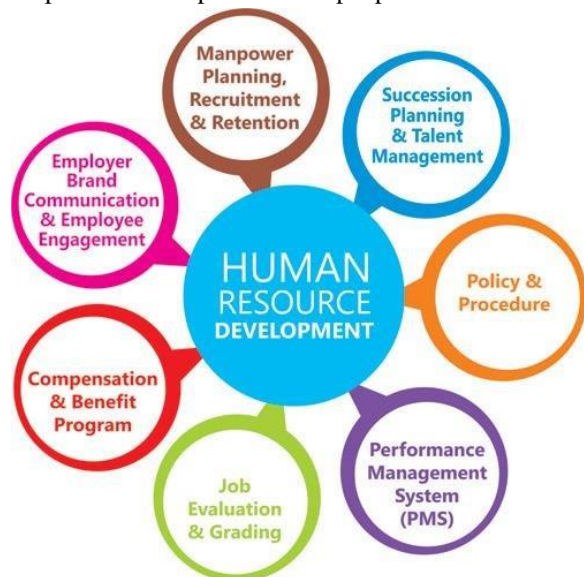 Manpower
Planning,
Recruitment
& Retention
Succession
Planning
& Talent
Management
Policy &
Procedure
Performance
Management
System
(PMS)
Job
Evaluation
& Grading
Compensation
& Benefit
Program
Employer
Brand
Communication
& Employee
Engagement
HUMAN
RESOURCE
DEVELOPMENT